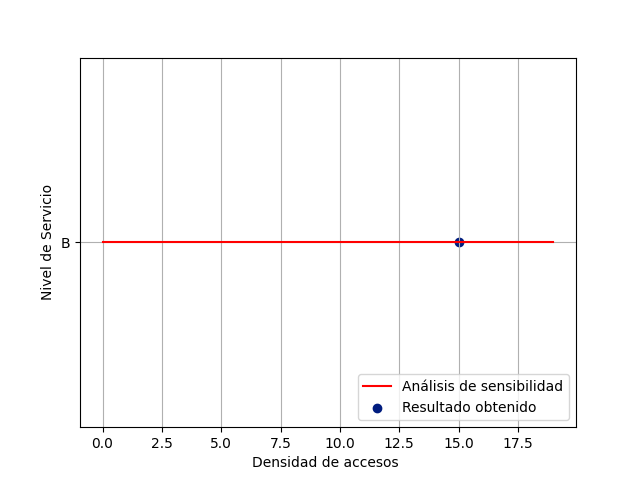 Nivel de Servicio
B
Análisis de sensibilidad
Resultado obtenido
0.0 2.5 5.0 7.5 10.0 12.5 15.0 17.5
Densidad de accesos